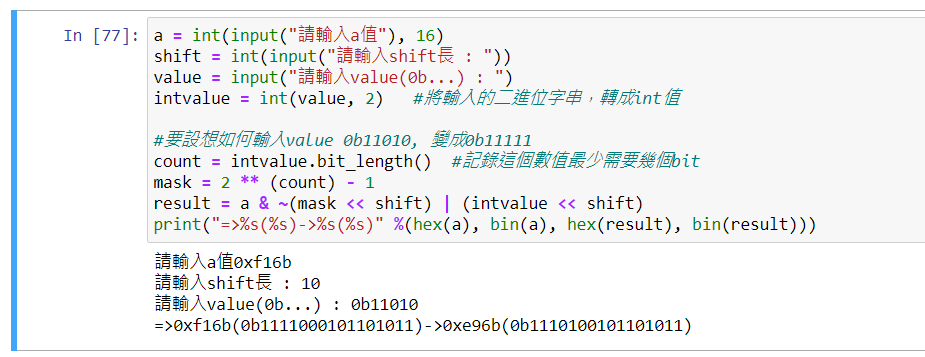 In [77]: a = int(input("請輸入a值"), 16)
shift = int(input("請輸入shift長 : "))
value = input("請輸入value(0b...) : ")
intvalue = int(value, 2)   #將輸入的二進位字串，轉成int值
#要設想如何輸入value 0b11010, 變成0b11111
count = intvalue.bit_length()  #記錄這個數值最少需要幾個bit
mask = 2 ** (count) - 1
result = a & ~(mask << shift) | (intvalue << shift)
print("=>%s(%s)->%s(%s)" %(hex(a), bin(a), hex(result), bin(result)))
請輸入a值0xf16b
請輸入shift長 : 10
請輸入value(0b...) : 0b11010
=>0xf16b(0b1111000101101011)->0xe96b(0b1110100101101011)